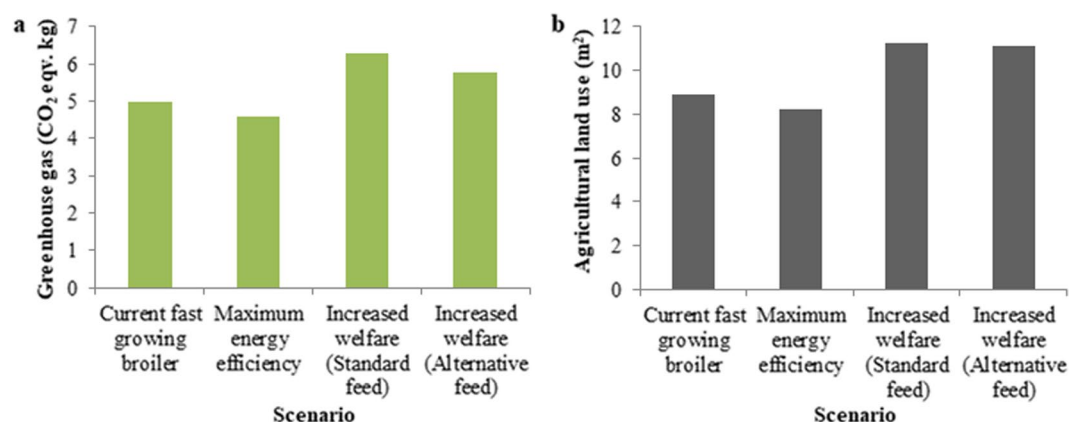 a
Greenhouse gas (CO₂ eqv. kg)
7
6
5
4
3
2
1
0
Current fast
growing
broiler
Maximum
energy
efficiency
Increased
welfare
(Standard
feed)
Increased
welfare
(Alternative
feed)
Scenario
b
Agricultural land use (m²)
12
10
8
6
4
2
0
Current fast
growing
broiler
Maximum
energy
efficiency
Increased
welfare
(Standard
feed)
Increased
welfare
(Alternative feed)
Scenario